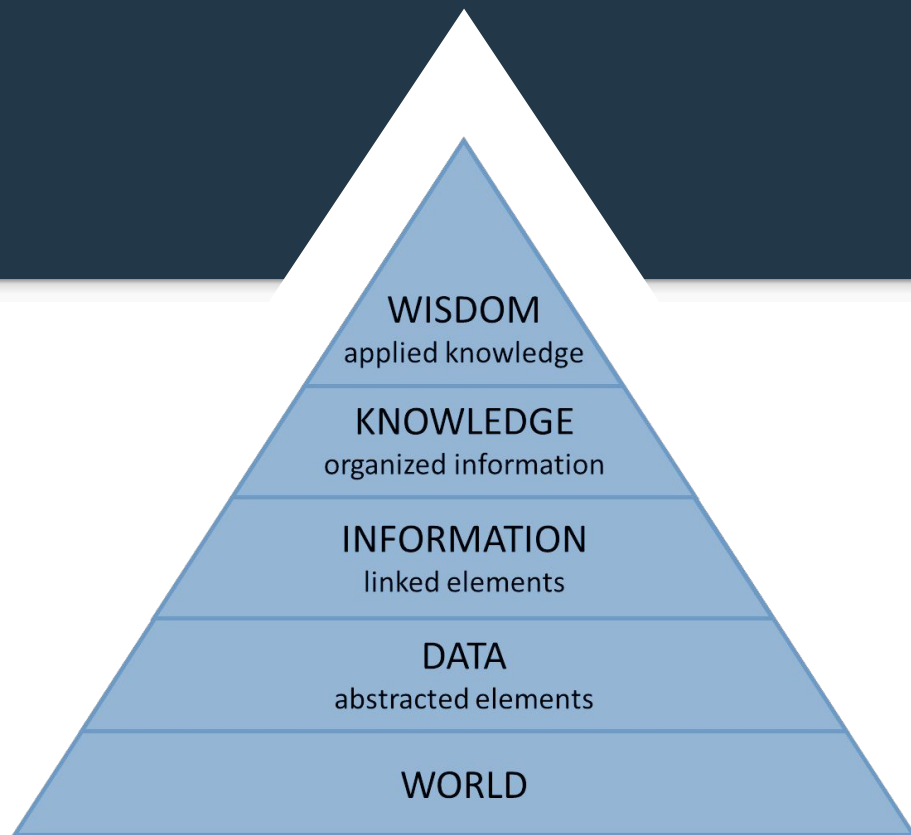 WISDOM
applied knowledge
KNOWLEDGE
organized information
INFORMATION
linked elements
DATA
abstracted elements
WORLD